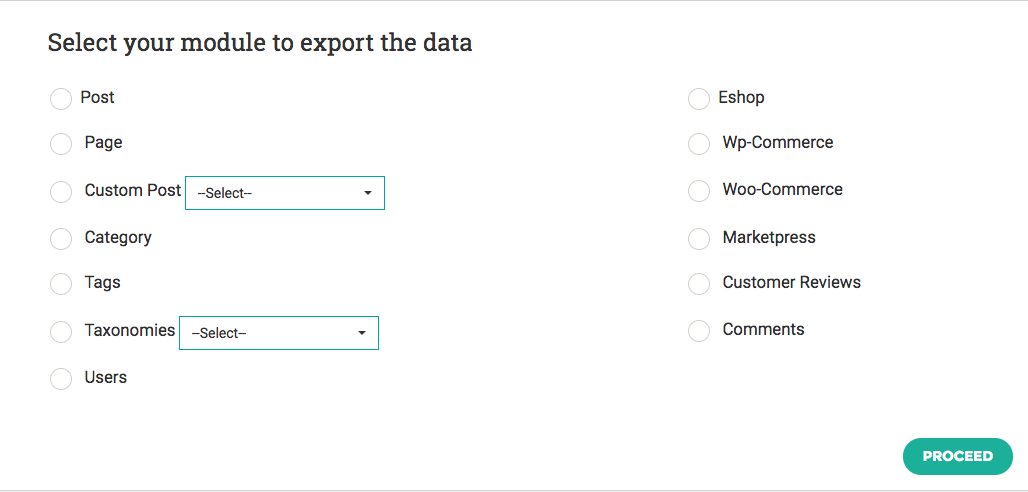 Select your module to export the data
Post
Page
Custom Post --Select--
Category
Tags
Taxonomies --Select--
Users
Eshop
Wp-Commerce
Woo-Commerce
Marketpress
Customer Reviews
Comments
PROCEED